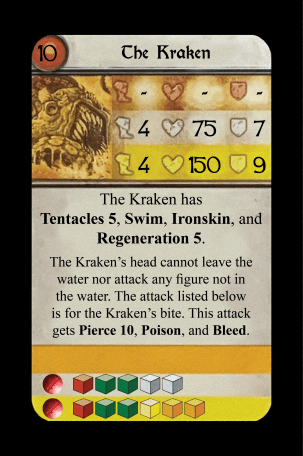 10 The Kraken
- - -
4 75 7
4 150 9
The Kraken has
Tentacles 5, Swim, Ironskin, and
Regeneration 5.
The Kraken's head cannot leave the
water nor attack any figure not in
the water. The attack listed below
is for the Kraken's bite. This attack
gets Pierce 10, Poison, and Bleed.